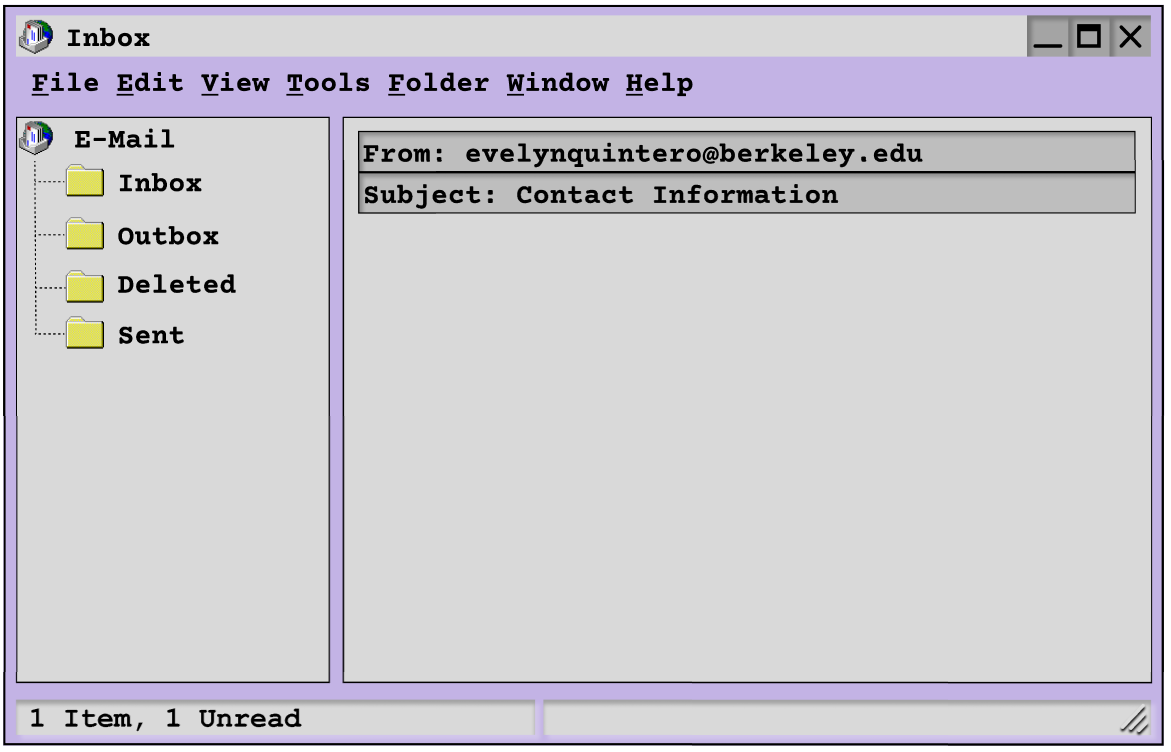 Inbox
File Edit View Tools Folder Window Help
E-Mail
Inbox
Outbox
Deleted
Sent
From: evelynquintero@berkeley.edu
Subject: Contact Information
1 Item, 1 Unread